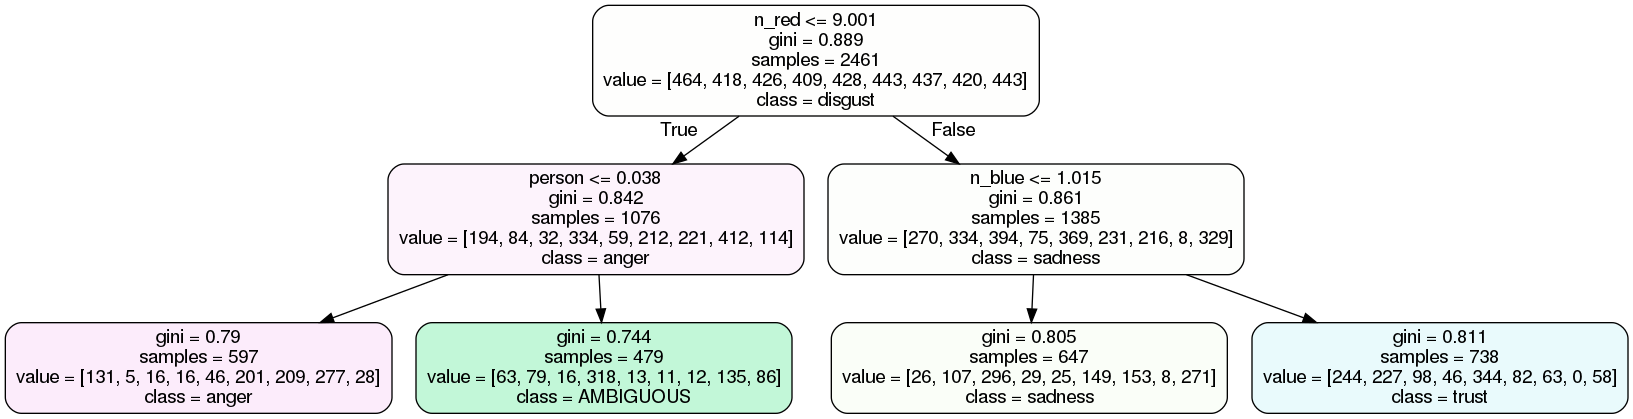 n_red <= 9.001
gini = 0.889
samples = 2461
value = [464, 418, 426, 409, 428, 443, 437, 420, 443]
class = disgust
True
False
person <= 0.038
gini = 0.842
samples = 1076
value = [194, 84, 32, 334, 59, 212, 221, 412, 114]
class = anger
n_blue <= 1.015
gini = 0.861
samples = 1385
value = [270, 334, 394, 75, 369, 231, 216, 8, 329]
class = sadness
gini = 0.79
samples = 597
value = [131, 5, 16, 16, 46, 201, 209, 277, 28]
class = anger
gini = 0.744
samples = 479
value = [63, 79, 16, 318, 13, 11, 12, 135, 86]
class = AMBIGUOUS
gini = 0.805
samples = 647
value = [26, 107, 296, 29, 25, 149, 153, 8, 271]
class = sadness
gini = 0.811
samples = 738
value = [244, 227, 98, 46, 344, 82, 63, 0, 58]
class = trust